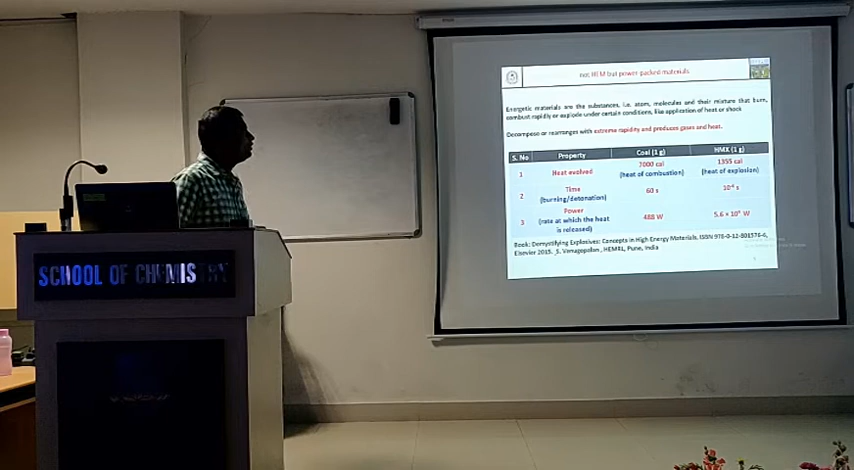 not HEM but power packed materials
Energetic materials are the substances, i.e. atom, molecules and their mixture that burn,
combust rapidly or explode under certain conditions, like application of heat or shock
Decompose or rearranges with extreme rapidity and produces gases and heat.
S. No Property Coal (1 g) HMX (1 g)
1 Heat evolved 7000 cal (heat of combustion) 1355 cal (heat of explosion)
2 Time (burning/detonation) 60 s s
3 Power (rate at which the heat is released) 488 W W
Book: Demystifying Explosives: Concepts in High Energy Materials, ISSN 978-0-12-801576-6,
Elsevier 2015. HEMRL, Pune, India
SCHOOL OF CHEMISTRY